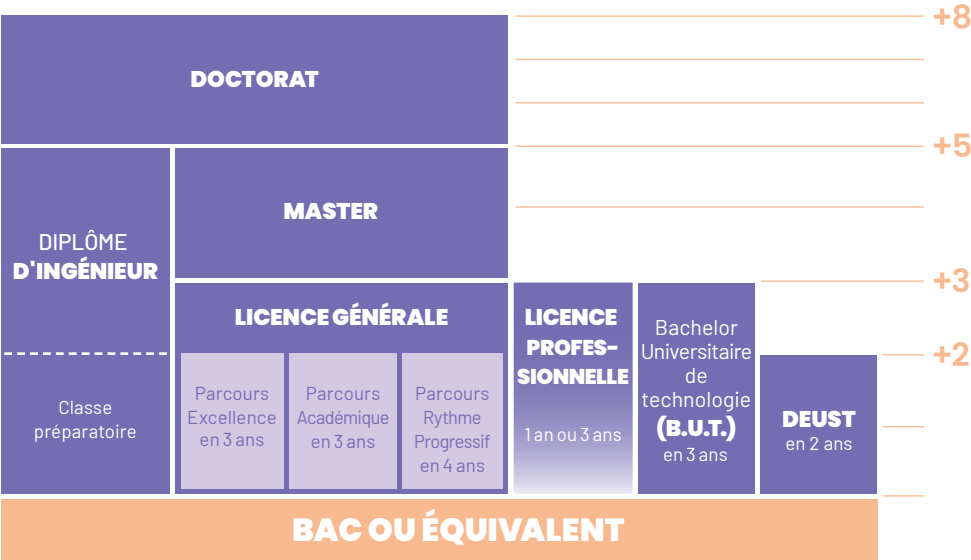 +8
DOCTORAT
+5
MASTER
DIPLÔME
D'INGÉNIEUR
+3
LICENCE GÉNÉRALE
LICENCE
PROFES-
SIONNELLE
Bachelor
Universitaire
de
technologie
(B.U.T.)
en 3 ans
+2
Classe
préparatoire
Parcours
Excellence
en 3 ans
Parcours
Académique
en 3 ans
Parcours
Rythme
Progressif
en 4 ans
1 an ou 3 ans
DEUST
en 2 ans
BAC OU ÉQUIVALENT